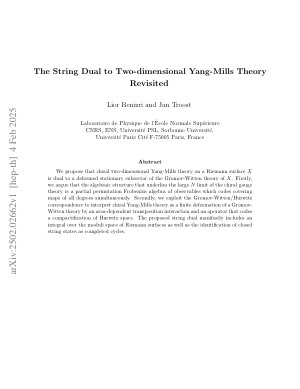 The String Dual to Two-dimensional Yang-Mills Theory
Revisited
Lior Benizri and Jan Troost
Laboratoire de Physique de l'École Normale Supérieure
CNRS, ENS, Université PSL, Sorbonne Université,
Université Paris Cité F-75005 Paris, France
Abstract
We propose that chiral two-dimensional Yang-Mills theory on a Riemann surface X
is dual to a deformed stationary subsector of the Gromov-Witten theory of X. Firstly,
we argue that the algebraic structure that underlies the large N limit of the chiral gauge
theory is a partial permutation Frobenius algebra of observables which codes covering
maps of all degrees simultaneously. Secondly, we exploit the Gromov-Witten/Hurwitz
correspondence to interpret chiral Yang-Mills theory as a finite deformation of a Gromov-
Witten theory by an area-dependent transposition interaction and an operator that
codes a compactification of Hurwitz space. The proposed string dual manifestly includes an
integral over the moduli space of Riemann surfaces as well as the identification of closed
string states as completed cycles.
arXiv:2502.02662v1 [hep-th] 4 Feb 2025